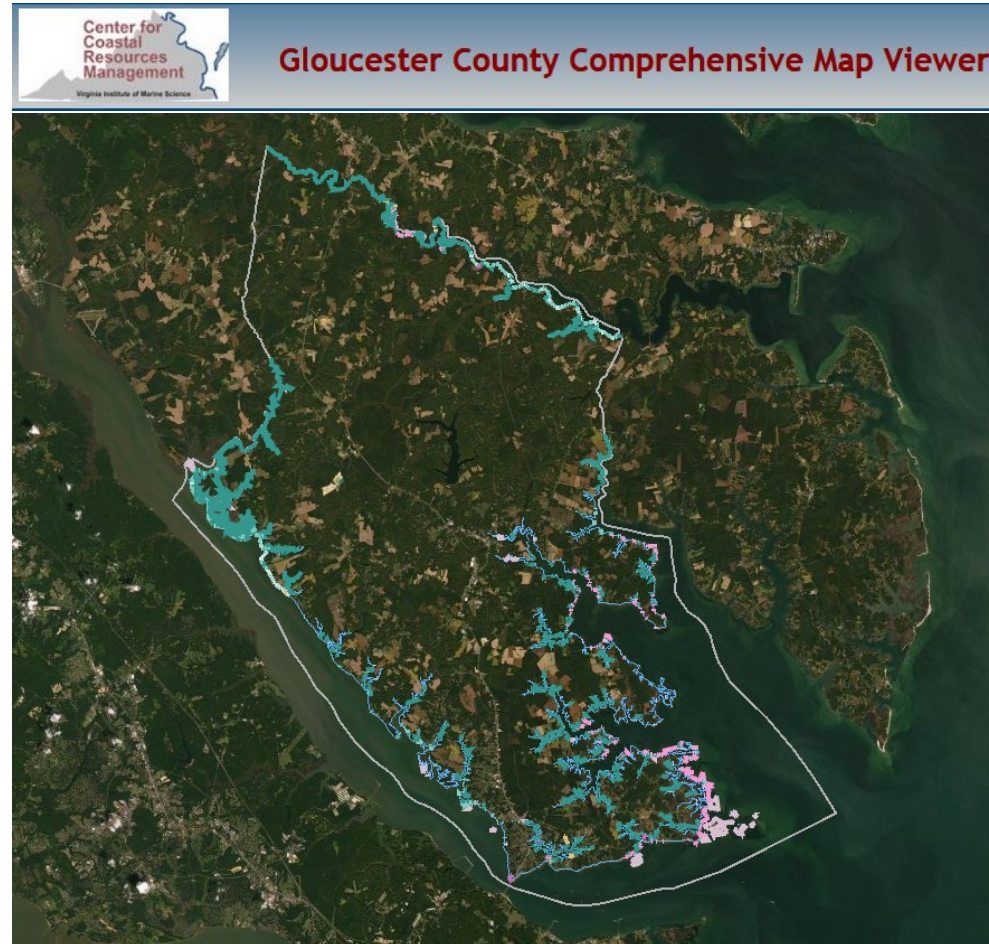 Center for
Coastal
Resources
Management
Virginia Institute of Marine Science
Gloucester County Comprehensive Map Viewer